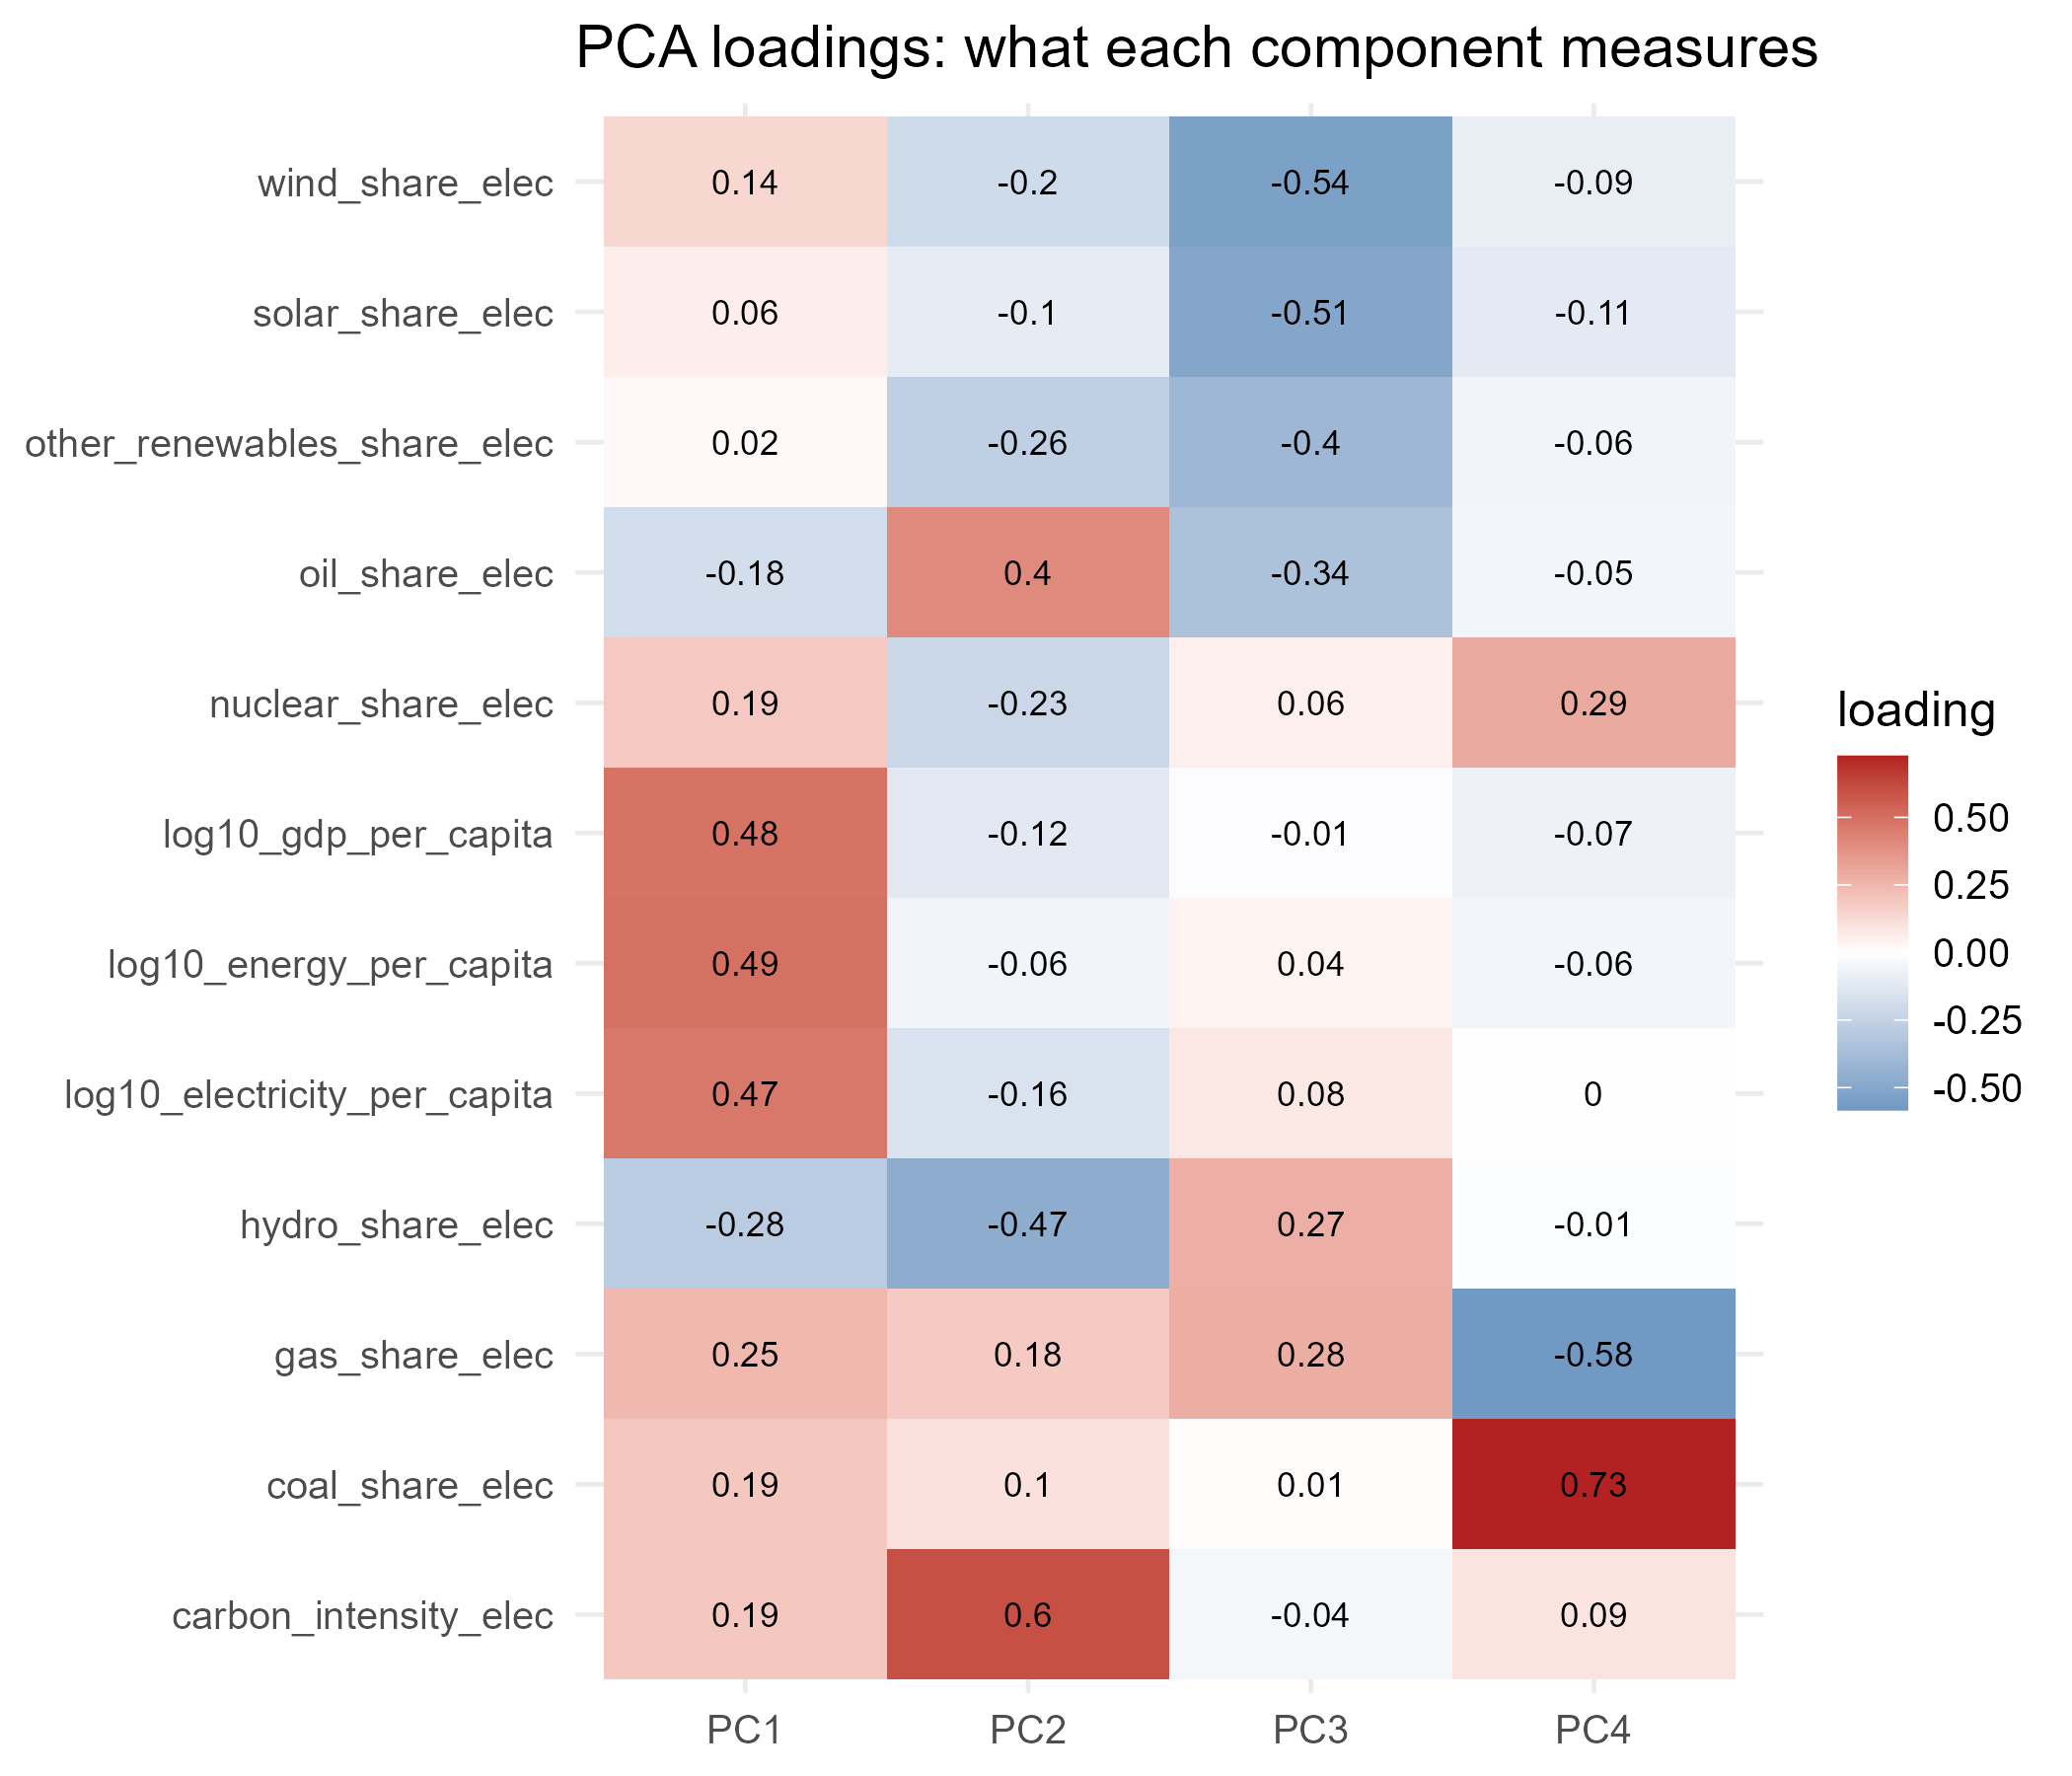 PCA loadings: what each component measures
wind_share_elec 0.14 -0.2 -0.54 -0.09
solar_share_elec 0.06 -0.1 -0.51 -0.11
other_renewables_share_elec 0.02 -0.26 -0.4 -0.06
oil_share_elec -0.18 0.4 -0.34 -0.05
nuclear_share_elec 0.19 -0.23 0.06 0.29
log10_gdp_per_capita 0.48 -0.12 -0.01 -0.07
log10_energy_per_capita 0.49 -0.06 0.04 -0.06
log10_electricity_per_capita 0.47 -0.16 0.08 0
hydro_share_elec -0.28 -0.47 0.27 -0.01
gas_share_elec 0.25 0.18 0.28 -0.58
coal_share_elec 0.19 0.1 0.01 0.73
carbon_intensity_elec 0.19 0.6 -0.04 0.09
PC1 PC2 PC3 PC4
loading
0.50
0.25
0.00
-0.25
-0.50